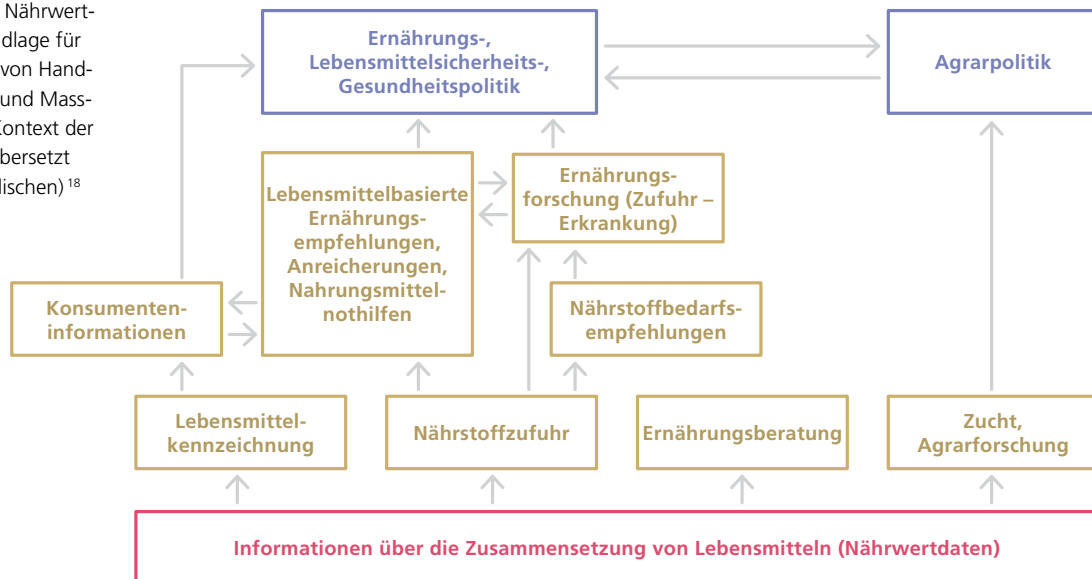 Nährwert-
dlage für
von Hand-
und Mass-
Kontext der
bersetzt
lischen) 18
Ernährungs-,
Lebensmittelsicherheits-,
Gesundheitspolitik
Agrarpolitik
Lebensmittelbasierte
Ernährungs-
empfehlungen,
Anreicherungen,
Nahrungsmittel-
nothilfen
Ernährungs-
forschung (Zufuhr –
Erkrankung)
Konsumenten-
informationen
Nährstoffbedarfs-
empfehlungen
Lebensmittel-
kennzeichnung
Nährstoffzufuhr
Ernährungsberatung
Zucht,
Agrarforschung
Informationen über die Zusammensetzung von Lebensmitteln (Nährwertdaten)